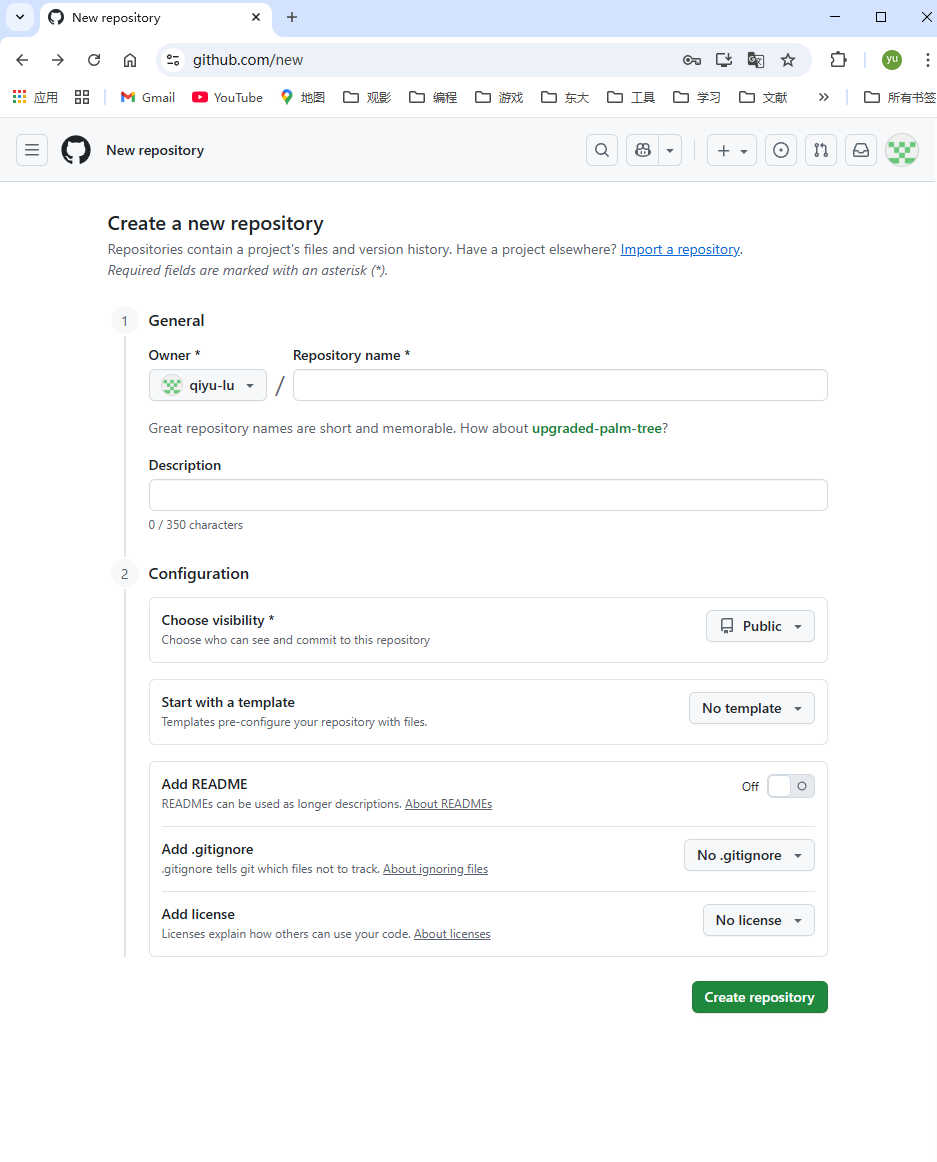 New repository
github.com/new
yu
应用
Gmail
YouTube
地图
观影
编程
游戏
东大
工具
学习
文献
所有书签
New repository
Create a new repository
Repositories contain a project's files and version history. Have a project elsewhere? Import a repository.
Required fields are marked with an asterisk (*).
1 General
Owner * Repository name *
qiyu-lu /
Great repository names are short and memorable. How about upgraded-palm-tree?
Description
0 / 350 characters
2 Configuration
Choose visibility *
Choose who can see and commit to this repository
Public
Start with a template
Templates pre-configure your repository with files.
No template
Add README
READMEs can be used as longer descriptions. About READMEs
Off
Add .gitignore
.gitignore tells git which files not to track. About ignoring files
No .gitignore
Add license
Licenses explain how others can use your code. About licenses
No license
Create repository